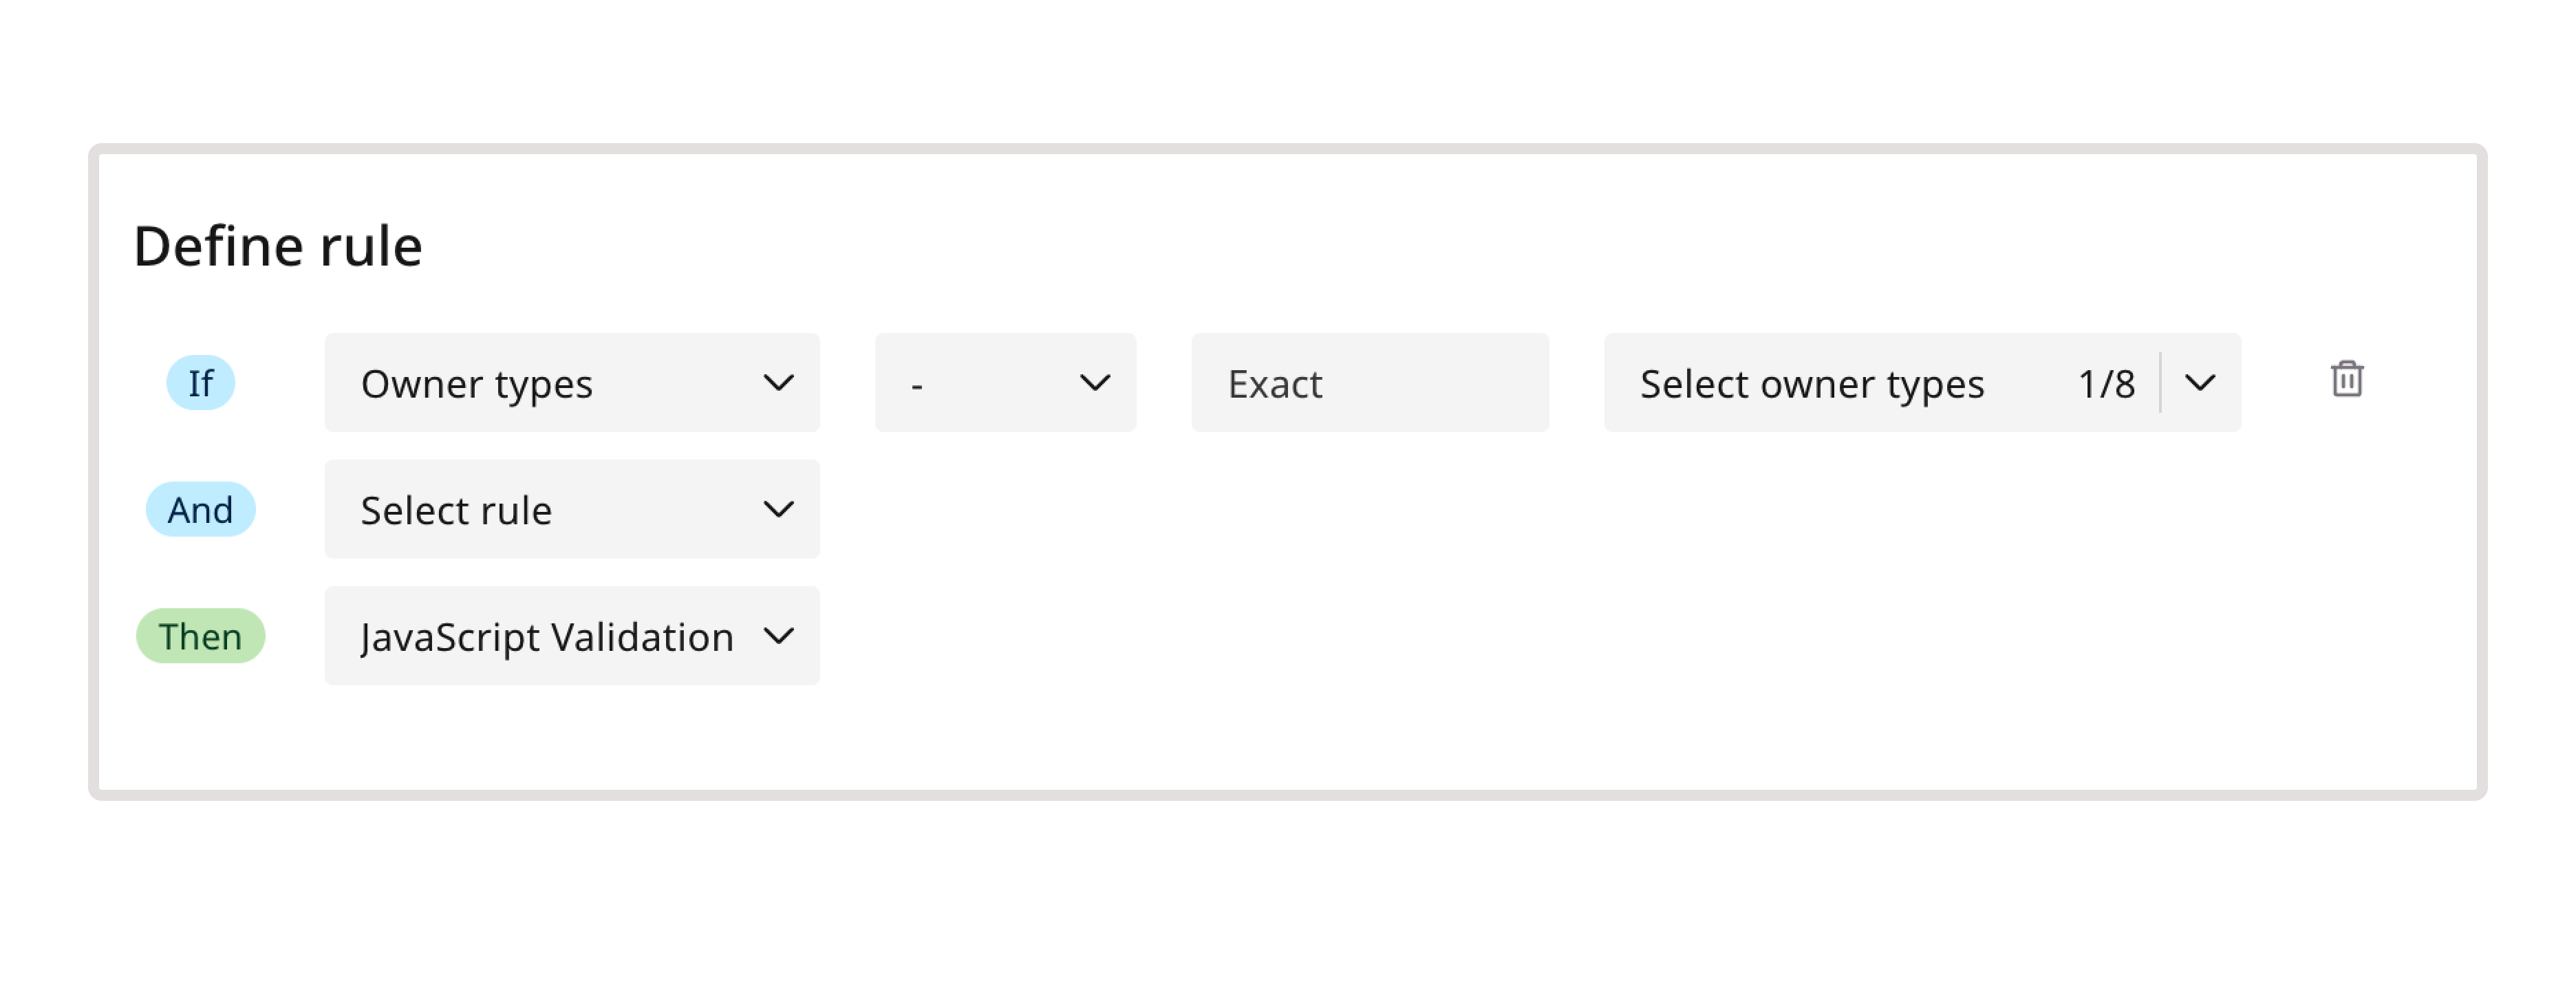 Define rule
If Owner types - Exact Select owner types 1/8
And Select rule
Then JavaScript Validation